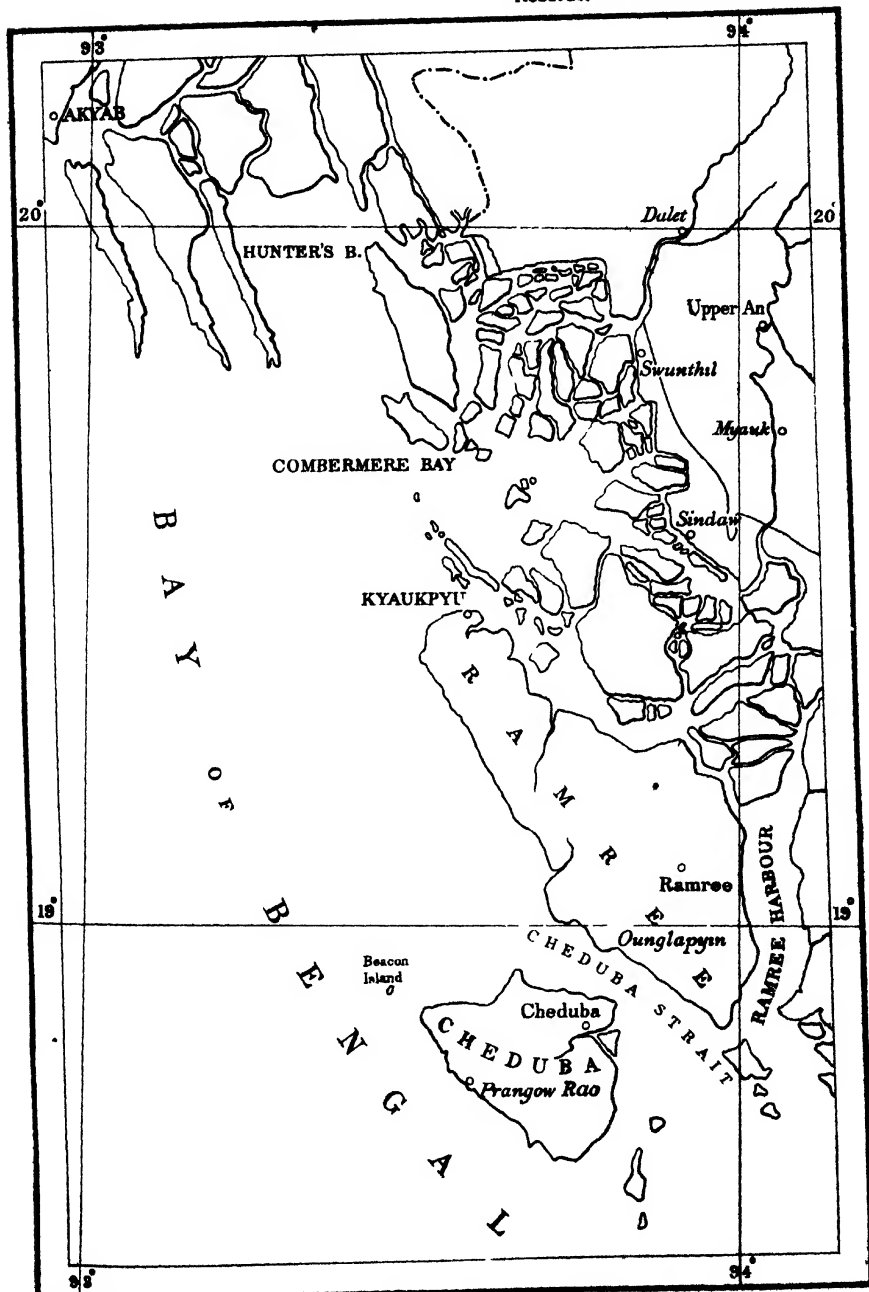 93°
94°
AKYAB
20°
20°
Dalet
HUNTER'S B.
Upper An
Swunthil
Myauk
COMBERMERE BAY
Sindaw
KYAUKPYU
BAY OF BENGAL
RAMREE
Ramree
RAMREE HARBOUR
19°
19°
Ounglapyin
CHEDUBA STRAIT
Beacon
Island
Cheduba
CHEDUBA
Prangow Rao
93°
94°